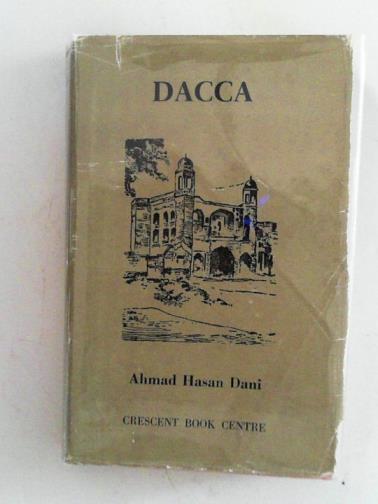 DACCA
Ahmad Hasan Dani
CRESCENT BOOK CENTRE